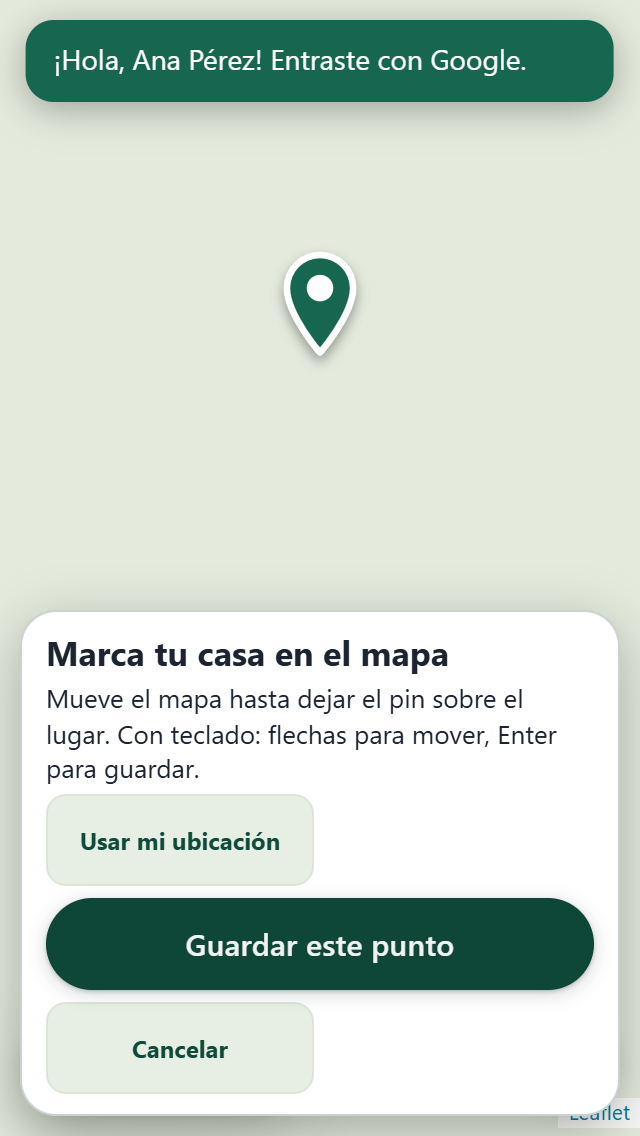 ¡Hola, Ana Pérez! Entraste con Google.
Marca tu casa en el mapa
Mueve el mapa hasta dejar el pin sobre el
lugar. Con teclado: flechas para mover, Enter
para guardar.
Usar mi ubicación
Guardar este punto
Cancelar
Leaflet